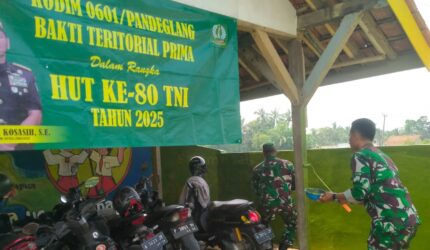 KODIM 0601/PANDEGLANG
BAKTI TERITORIAL PRIMA
Dalam Rangka
HUT KE-80 TNI
TAHUN 2025
KOSASIH, S.E.